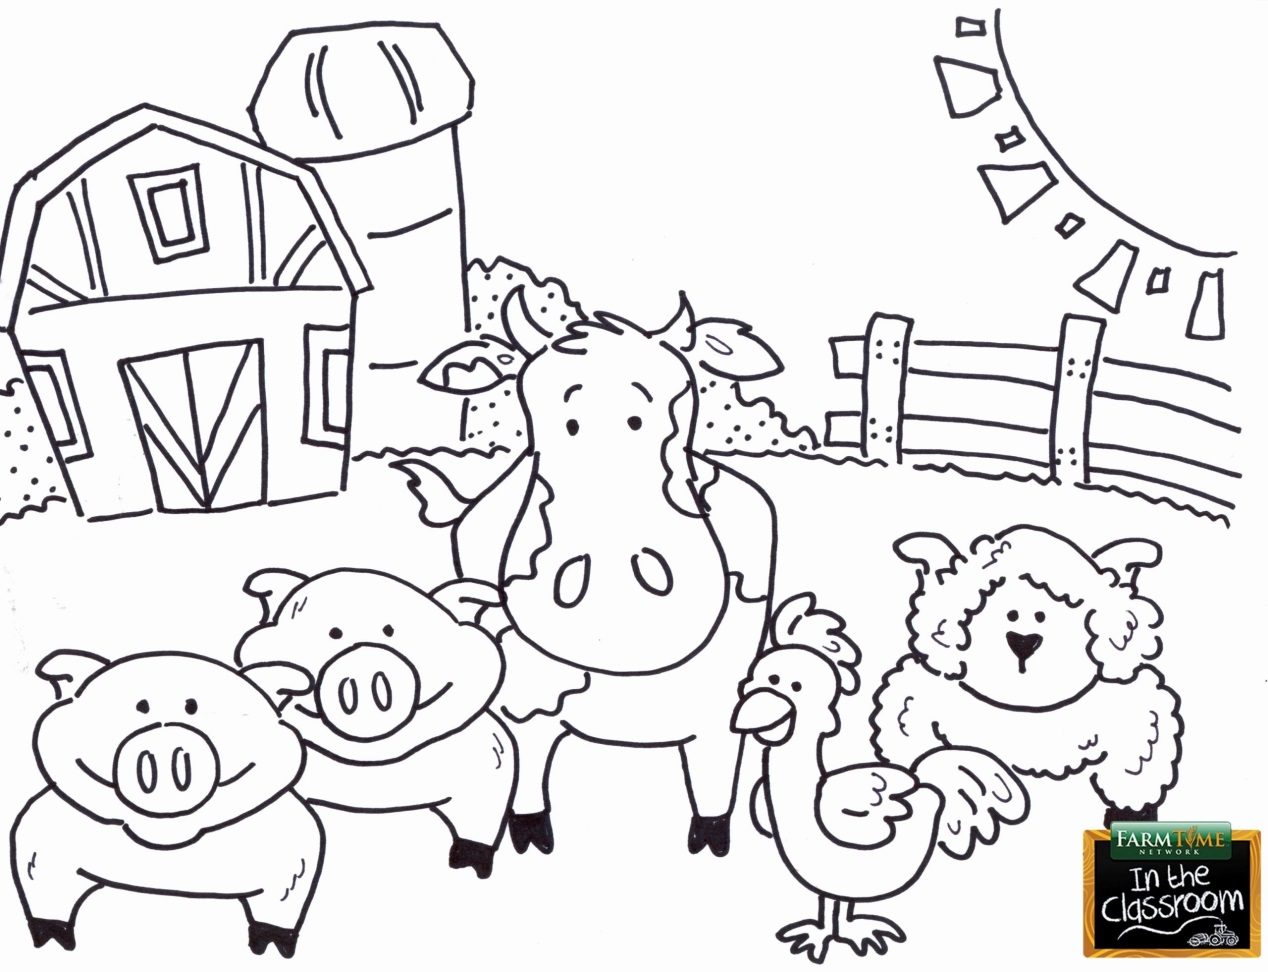 FARMTIME
NETWORK
In the
Classroom